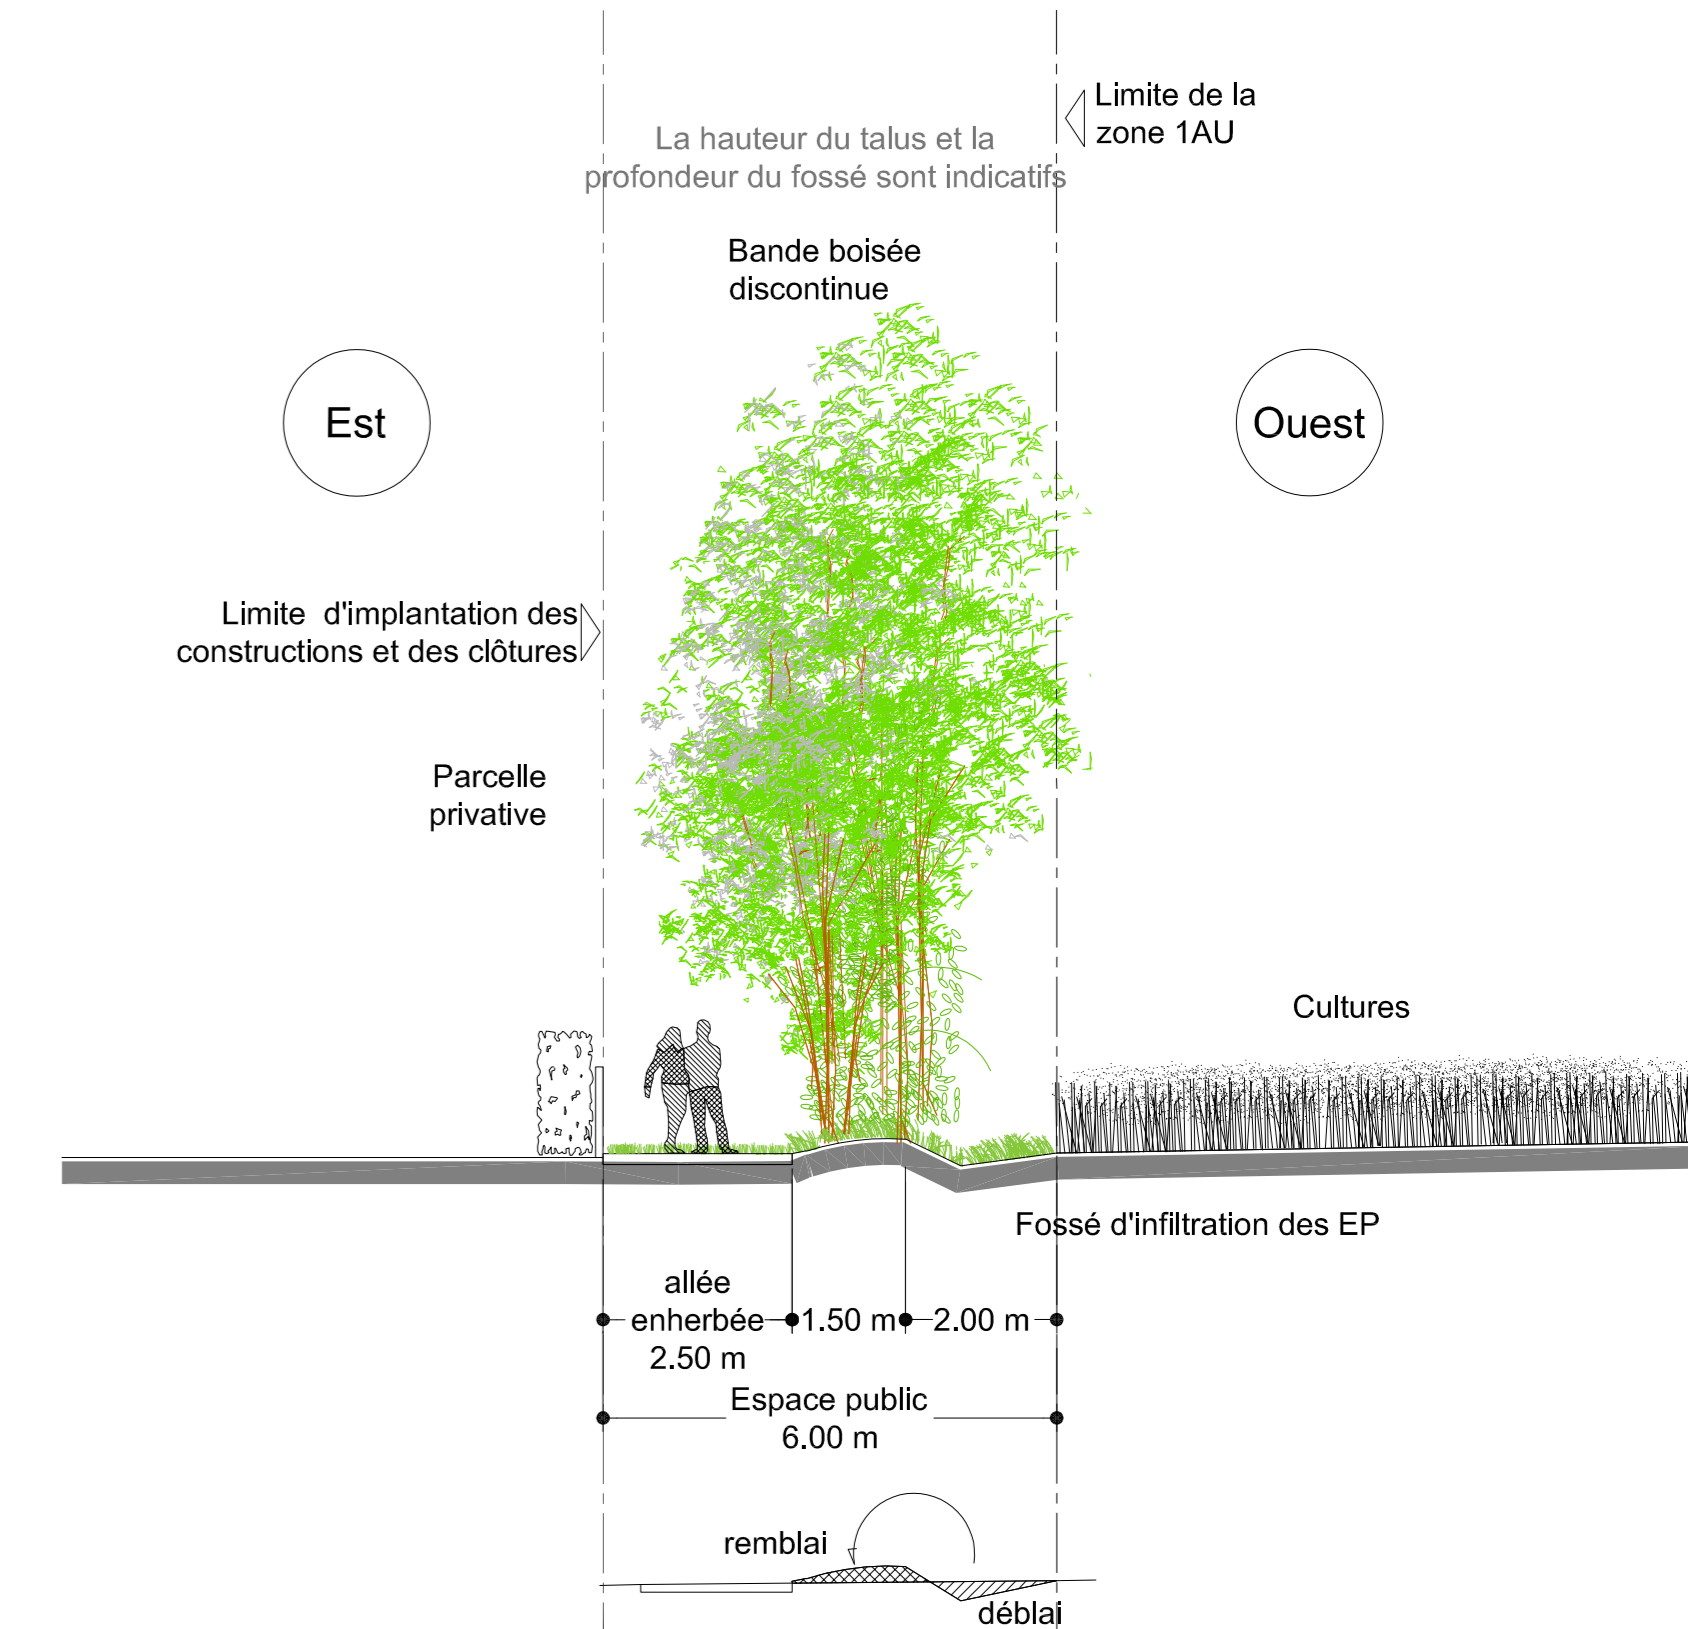 Limite de la
zone 1AU
La hauteur du talus et la
profondeur du fossé sont indicatifs
Bande boisée
discontinue
Est
Ouest
Limite d'implantation des
constructions et des clôtures
Parcelle
privative
Cultures
Fossé d'infiltration des EP
allée
enherbée
2.50 m
1.50 m
2.00 m
Espace public
6.00 m
remblai
déblai